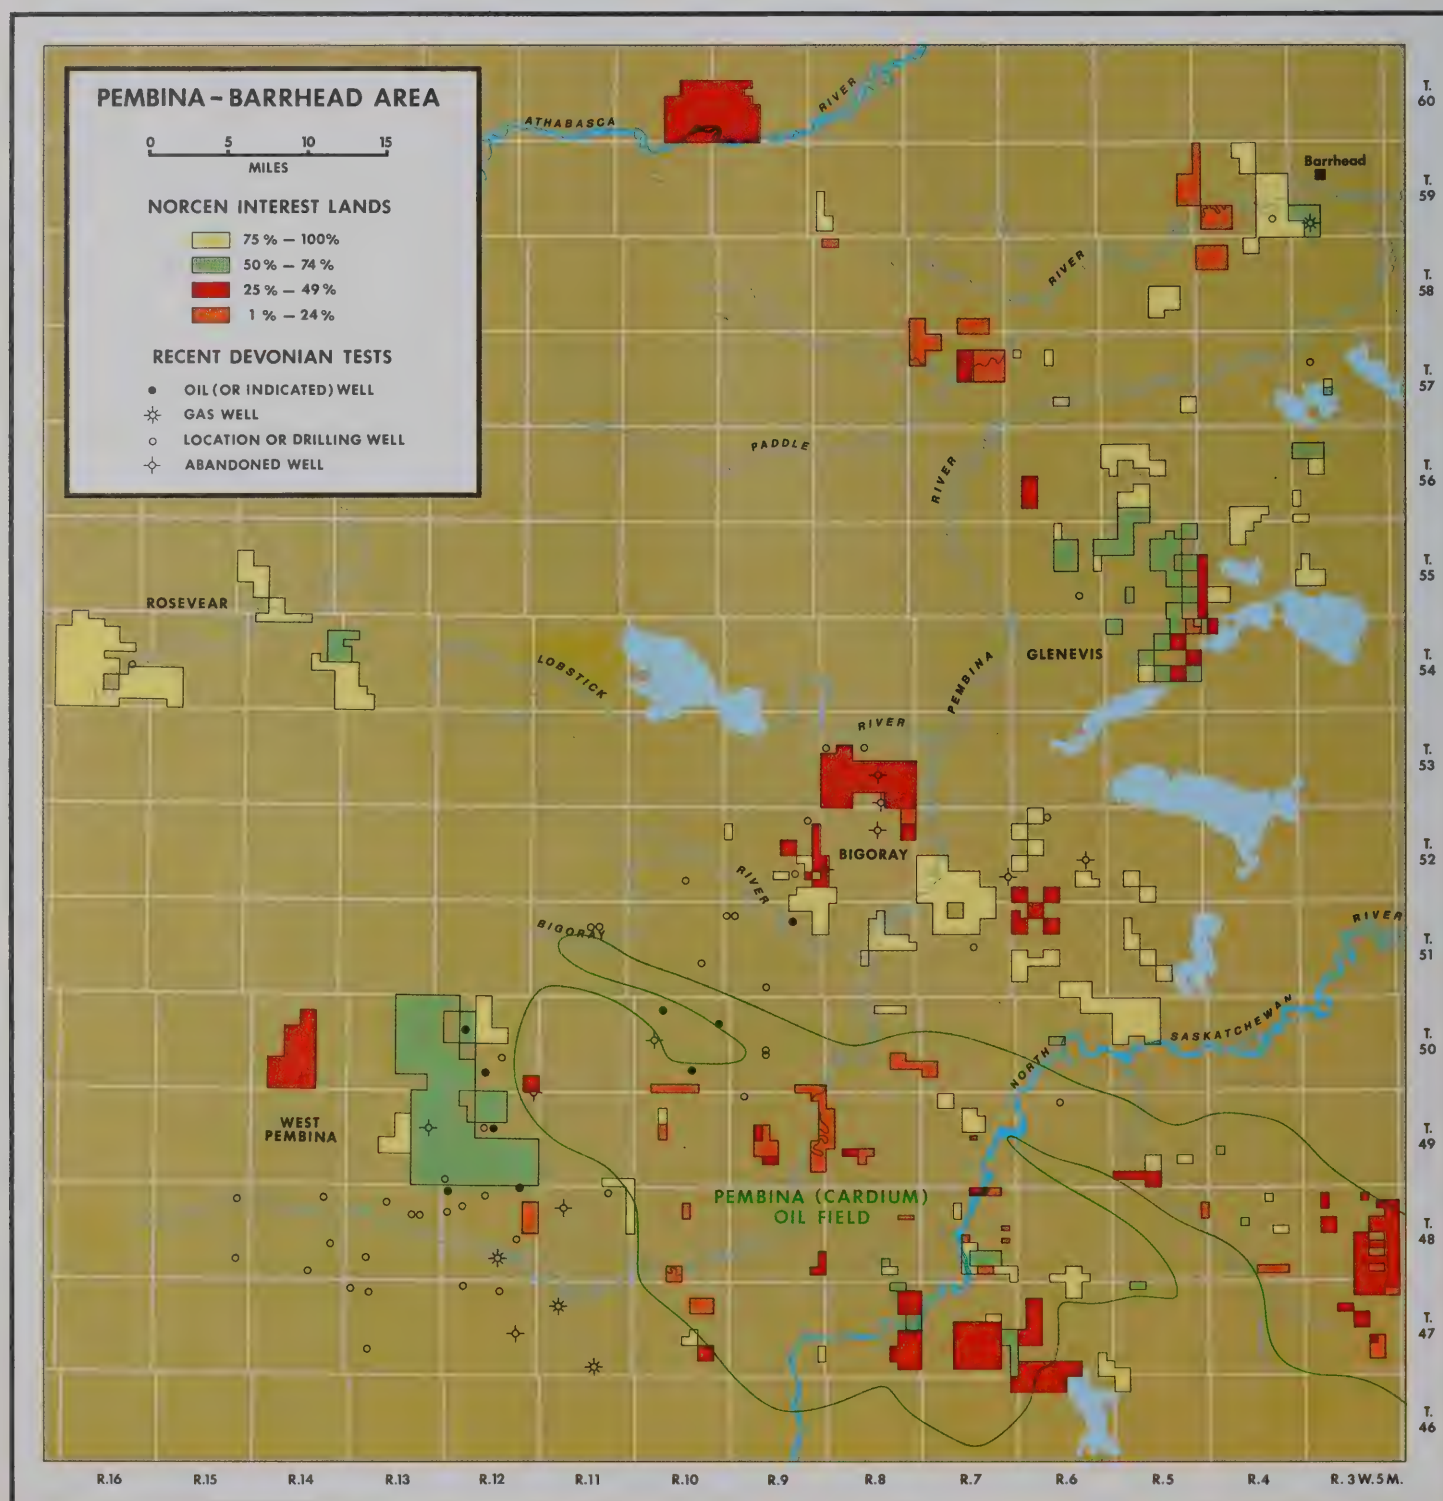 PEMBINA – BARRHEAD AREA
0 5 10 15
MILES
NORCEN INTEREST LANDS
75 % – 100%
50 % – 74 %
25 % – 49 %
1 % – 24 %
RECENT DEVONIAN TESTS
OIL (OR INDICATED) WELL
GAS WELL
LOCATION OR DRILLING WELL
ABANDONED WELL
ATHABASCA
RIVER
T.
60
Barrhead
T.
59
RIVER
T.
58
T.
57
PADDLE
RIVER
T.
56
ROSEVEAR
T.
55
LOBSTICK
PEMBINA
GLENEVIS
T.
54
RIVER
T.
53
BIGORAY
RIVER
T.
52
BIGORAY
RIVER
T.
51
NORTH
SASKATCHEWAN
T.
50
WEST
PEMBINA
T.
49
PEMBINA (CARDIUM)
OIL FIELD
T.
48
T.
47
T.
46
R.16 R.15 R.14 R.13 R.12 R.11 R.10 R.9 R.8 R.7 R.6 R.5 R.4 R. 3 W. 5 M.